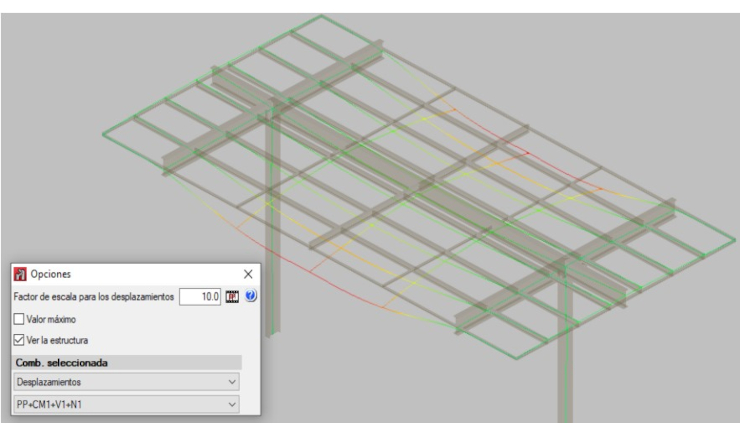 Opciones
Factor de escala para los desplazamientos 10.0
Valor máximo
Ver la estructura
Comb. seleccionada
Desplazamientos
PP+CM1+V1+N1